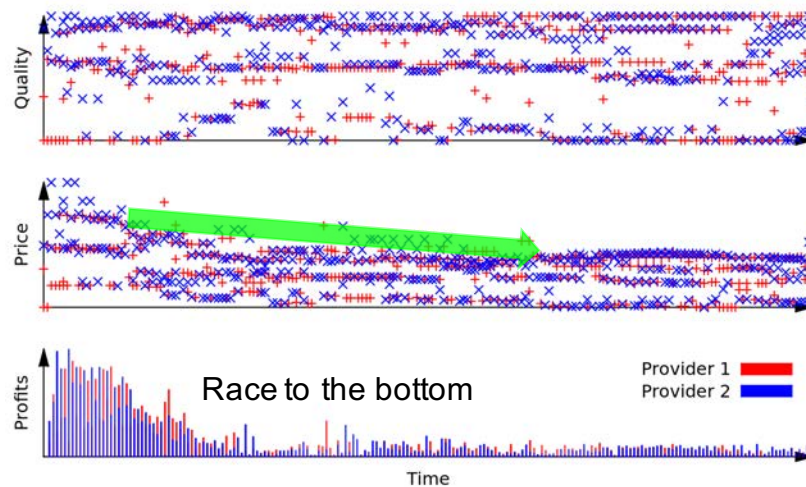 Quality
Price
Profits
Race to the bottom
Provider 1
Provider 2
Time